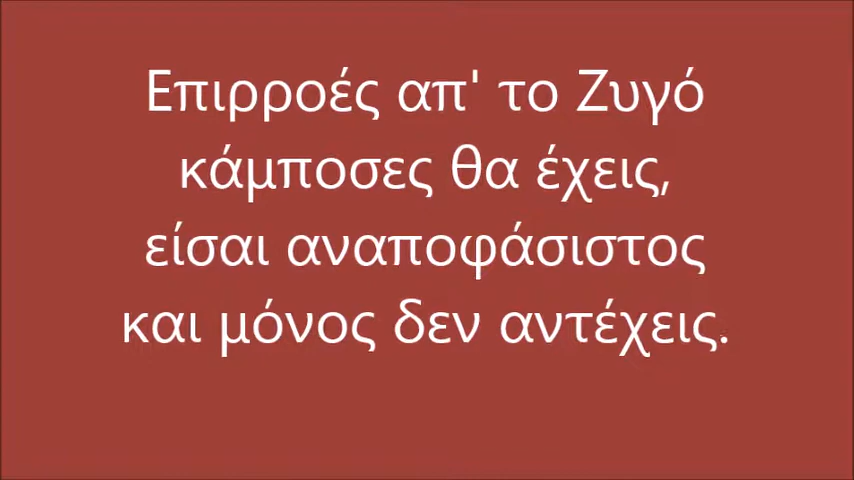 Επιρροές απ' το Ζυγό
κάμποσες θα έχεις,
είσαι αναποφάσιστος
και μόνος δεν αντέχεις.